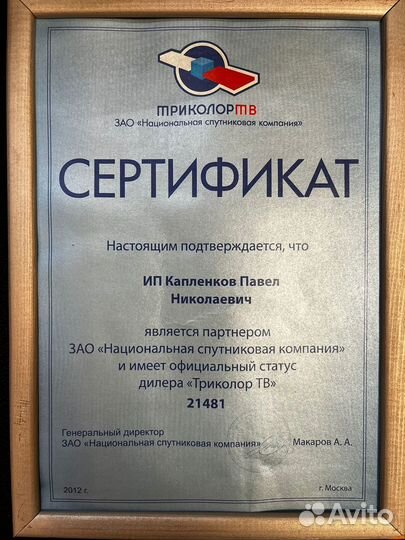 ТРИКОЛОРТВ
ЗАО «Национальная спутниковая компания»
СЕРТИФИКАТ
Настоящим подтверждается, что
ИП Капленков Павел
Николаевич
является партнером
ЗАО «Национальная спутниковая компания»
и имеет официальный статус
дилера «Триколор ТВ»
21481
Генеральный директор
ЗАО «Национальная спутниковая компания» Макаров А. А.
2012 г. г. Москва
Avito